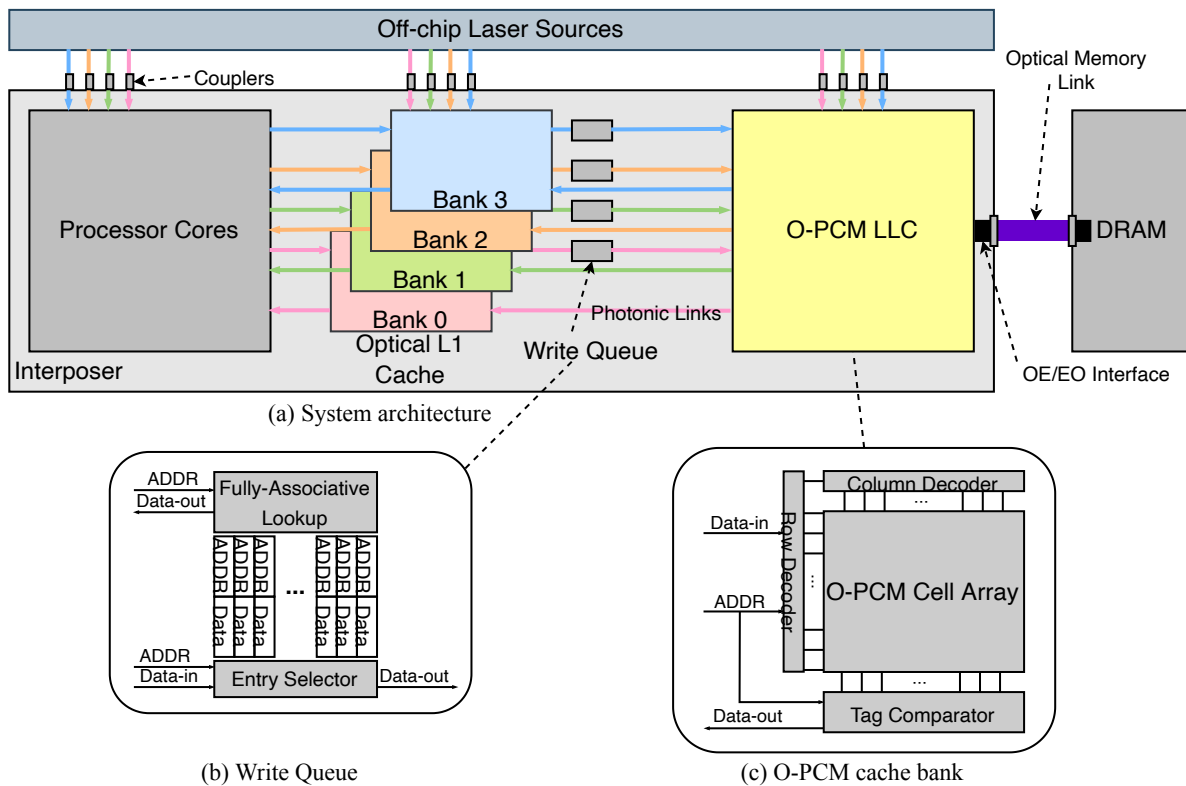 Off-chip Laser Sources
Couplers
Optical Memory
Link
Processor Cores
Bank 3
Bank 2
Bank 1
Bank 0
O-PCM LLC
DRAM
Photonic Links
Optical L1
Cache
Write Queue
Interposer
OE/EO Interface
(a) System architecture
ADDR
Data-out
Fully-Associative
Lookup
ADDR
ADDR
ADDR
...
ADDR
ADDR
ADDR
Data
Data
Data
Data
Data
Data
ADDR
Data-in
Entry Selector
Data-out
(b) Write Queue
Column Decoder
...
Data-in
Row Decoder
...
O-PCM Cell Array
ADDR
...
Data-out
Tag Comparator
(c) O-PCM cache bank